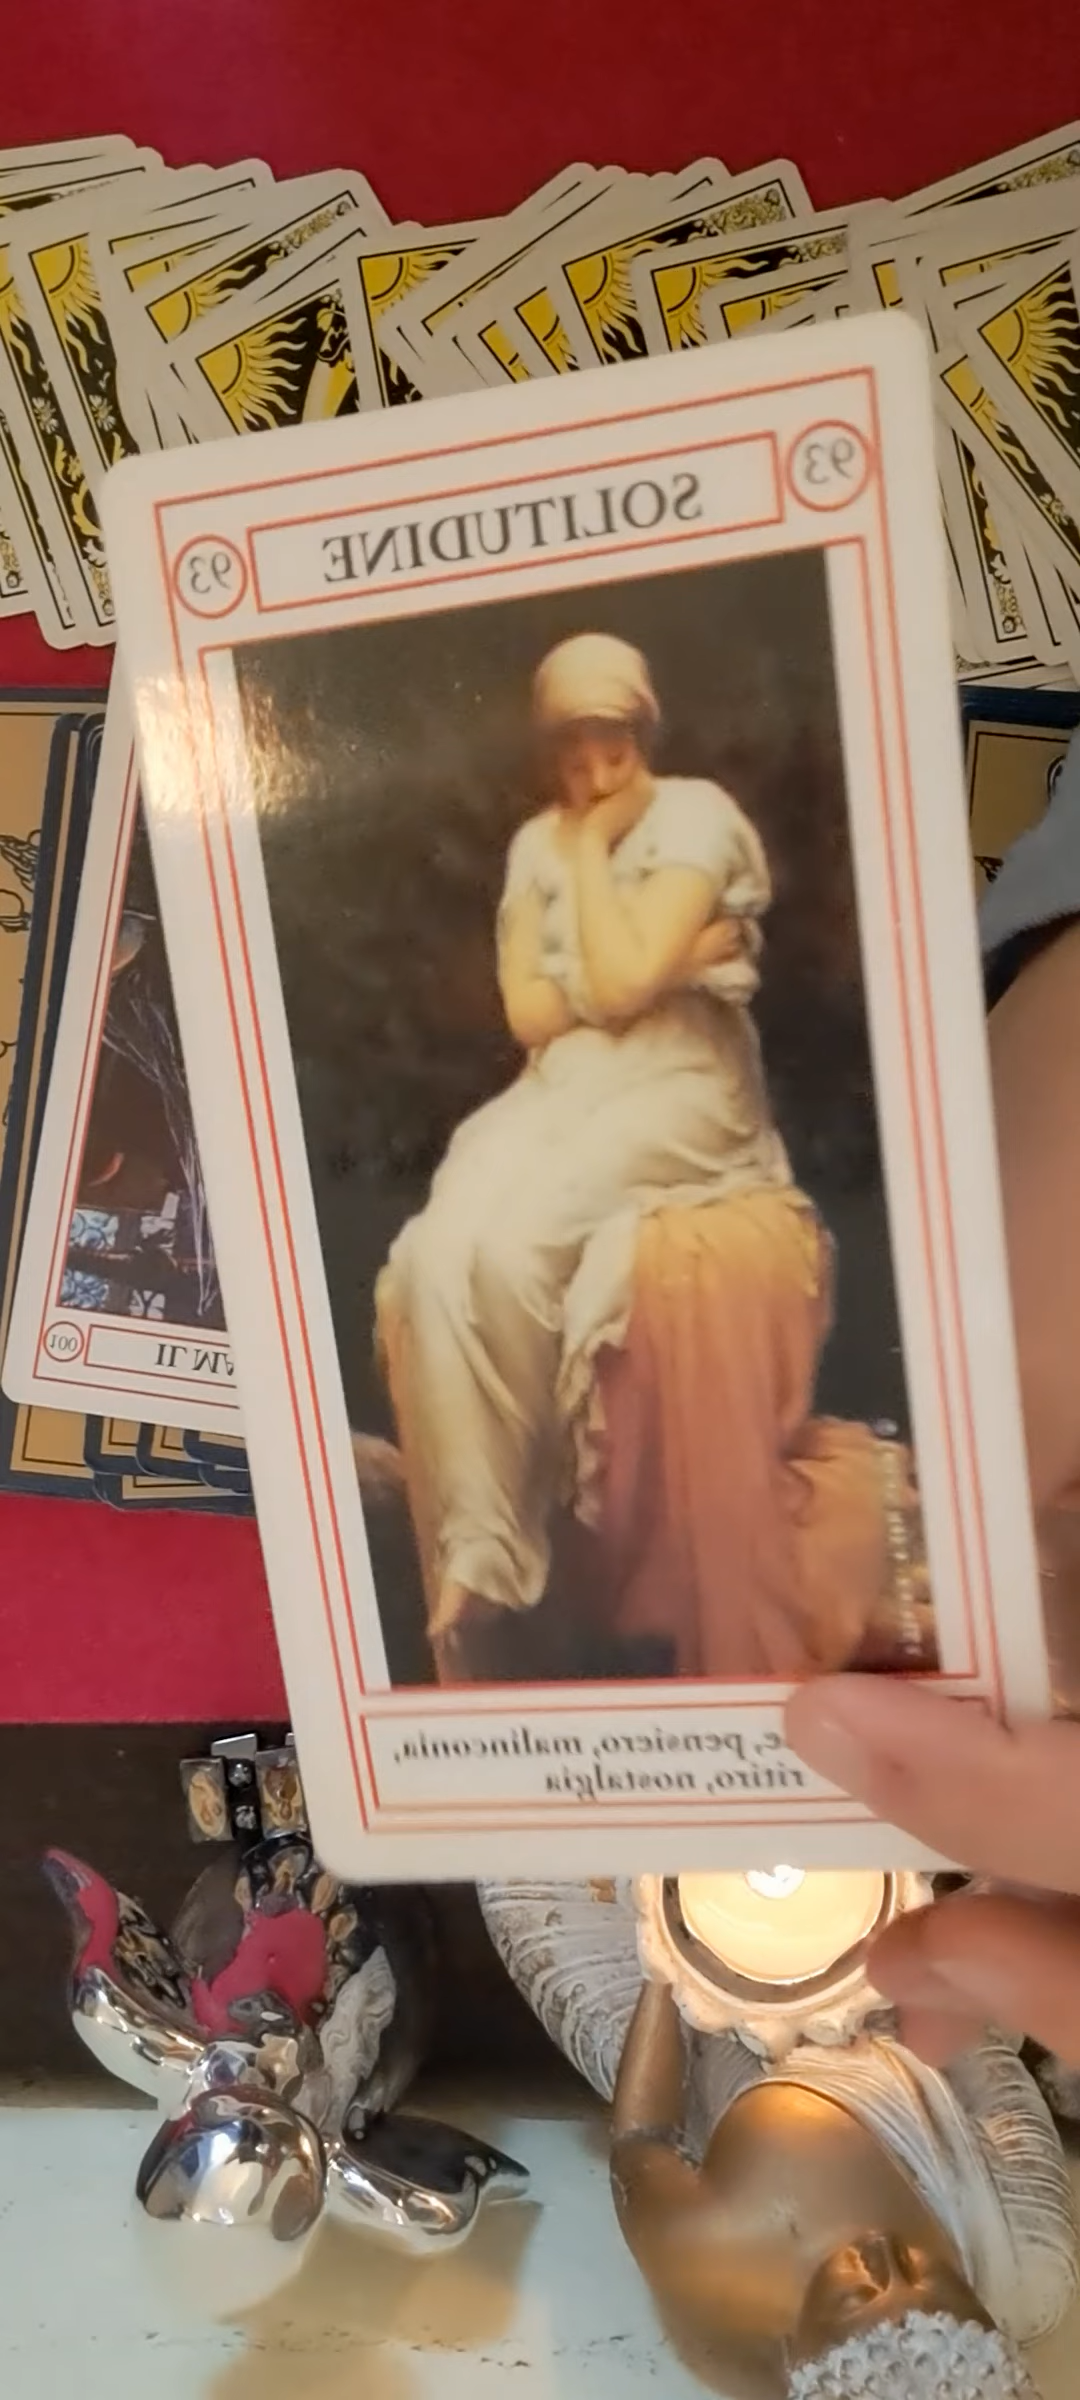 93
SOLITUDINE
93
e, pensiero, malinconia,
ritiro, nostalgia
100
IL MA